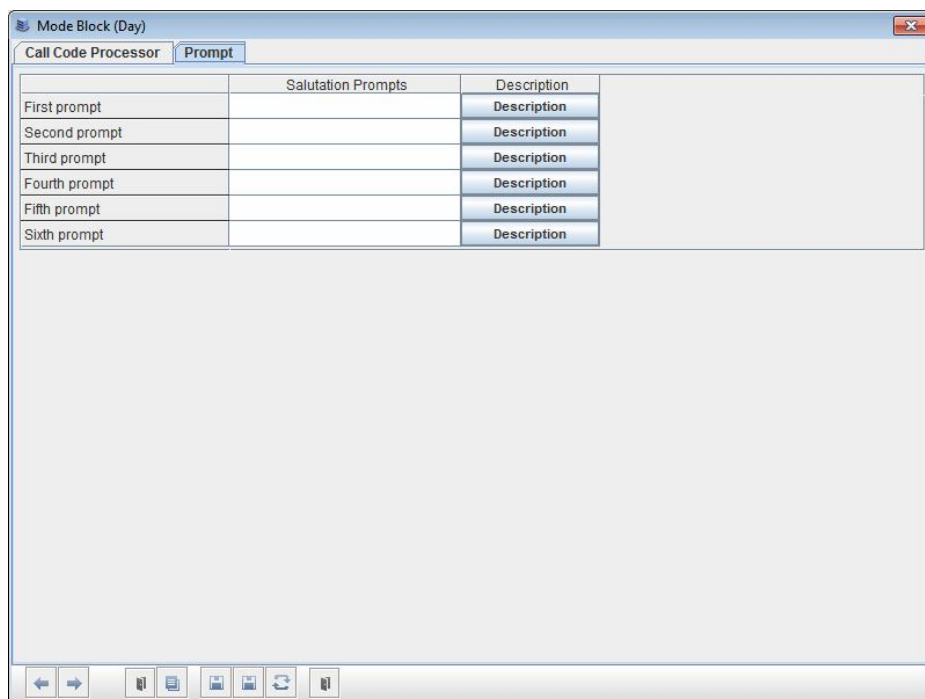 Mode Block (Day)
Call Code Processor Prompt
Salutation Prompts Description
First prompt Description
Second prompt Description
Third prompt Description
Fourth prompt Description
Fifth prompt Description
Sixth prompt Description